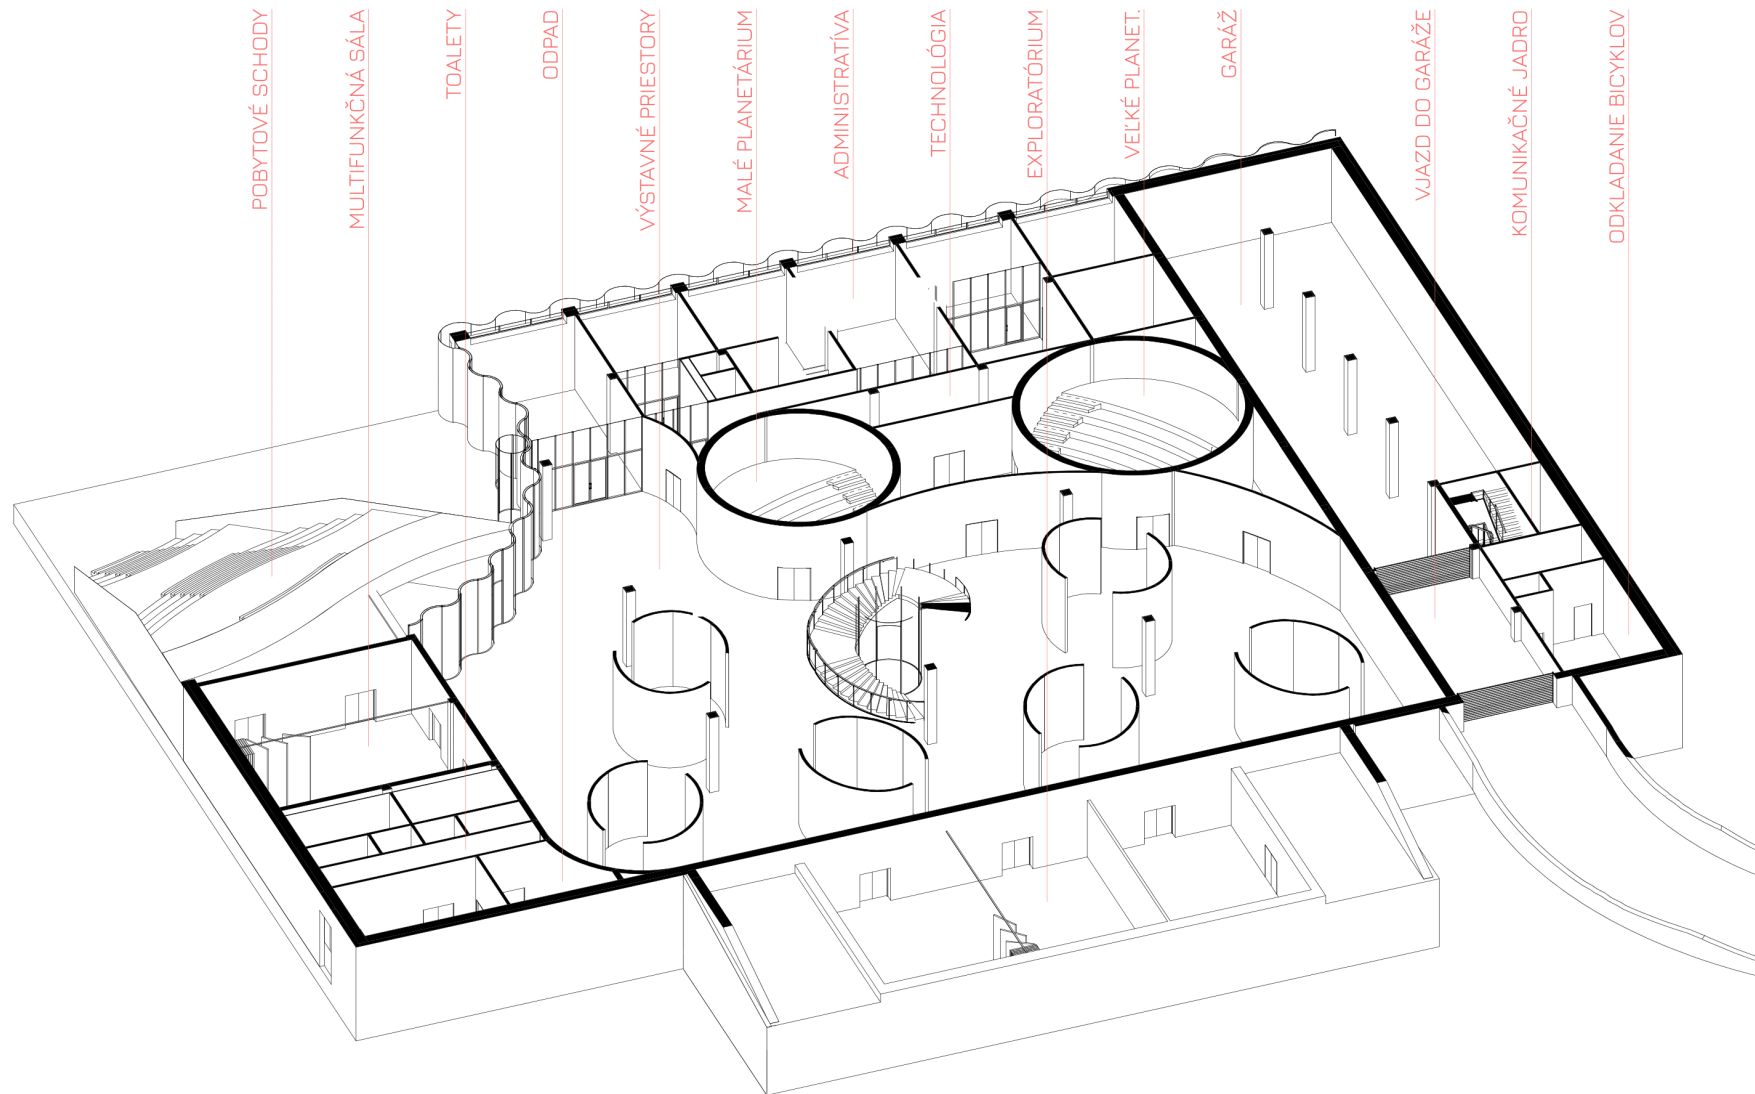 POBYTOVÉ SCHODY
MULTIFUNKČNÁ SÁLA
TOALETY
ODPAD
VÝSTAVNÉ PRIESTORY
MALÉ PLANETÁRIUM
ADMINISTRATÍVA
TECHNOLÓGIA
EXPLORATÓRIUM
VEĽKÉ PLANET.
GARÁŽ
VJAZD DO GARÁŽE
KOMUNIKAČNÉ JADRO
ODKLADANIE BICYKLOV